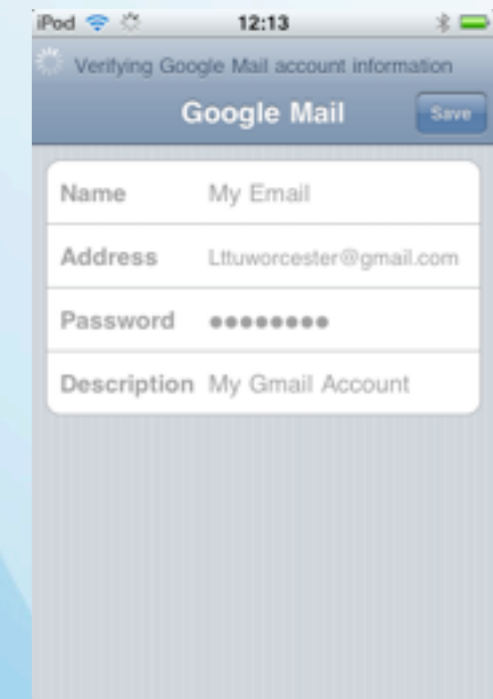 iPod 12:13
Verifying Google Mail account information
Google Mail Save
Name My Email
Address Lttuworcester@gmail.com
Password ●●●●●●●●
Description My Gmail Account